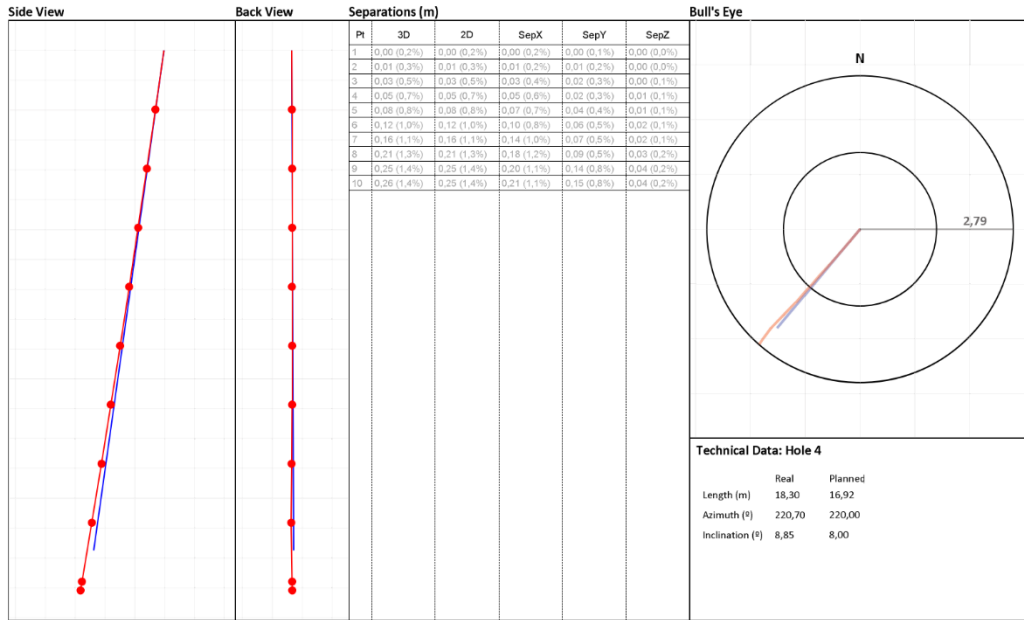 Side View
Back View
Separations (m)
Pt 3D 2D SepX SepY SepZ
1 0,00 (0,2%) 0,00 (0,2%) 0,00 (0,2%) 0,00 (0,1%) 0,00 (0,0%)
2 0,01 (0,3%) 0,01 (0,3%) 0,01 (0,2%) 0,01 (0,2%) 0,00 (0,0%)
3 0,03 (0,5%) 0,03 (0,5%) 0,03 (0,4%) 0,02 (0,3%) 0,00 (0,1%)
4 0,05 (0,7%) 0,05 (0,7%) 0,05 (0,6%) 0,02 (0,3%) 0,01 (0,1%)
5 0,08 (0,8%) 0,08 (0,8%) 0,07 (0,7%) 0,04 (0,4%) 0,01 (0,1%)
6 0,12 (1,0%) 0,12 (1,0%) 0,10 (0,8%) 0,06 (0,5%) 0,02 (0,1%)
7 0,16 (1,1%) 0,16 (1,1%) 0,14 (1,0%) 0,07 (0,5%) 0,02 (0,1%)
8 0,21 (1,3%) 0,21 (1,3%) 0,18 (1,2%) 0,09 (0,5%) 0,03 (0,2%)
9 0,25 (1,4%) 0,25 (1,4%) 0,20 (1,1%) 0,14 (0,8%) 0,04 (0,2%)
10 0,26 (1,4%) 0,25 (1,4%) 0,21 (1,1%) 0,15 (0,8%) 0,04 (0,2%)
Bull's Eye
N
2,79
Technical Data: Hole 4
Real Planned
Length (m) 18,30 16,92
Azimuth (º) 220,70 220,00
Inclination (º) 8,85 8,00